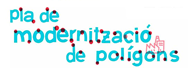 pla de
modernització
de polígons